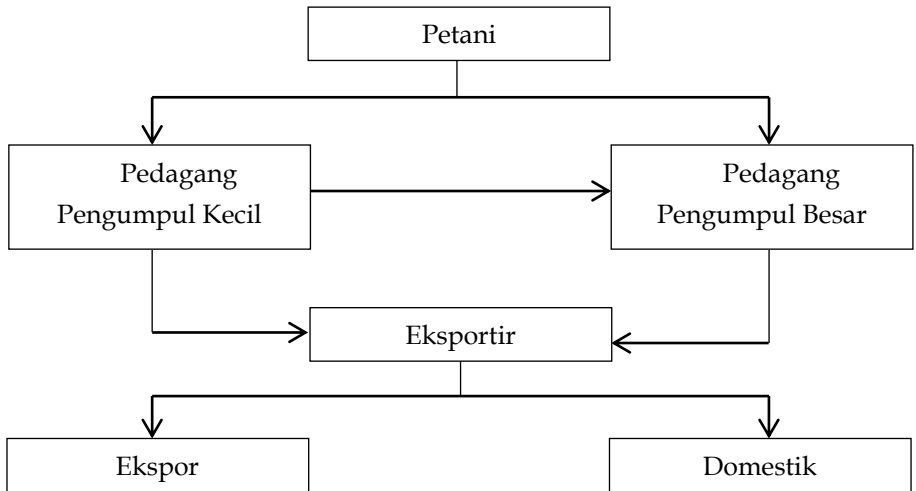 Petani
Pedagang
Pengumpul Kecil
Pedagang
Pengumpul Besar
Eksportir
Ekspor
Domestik